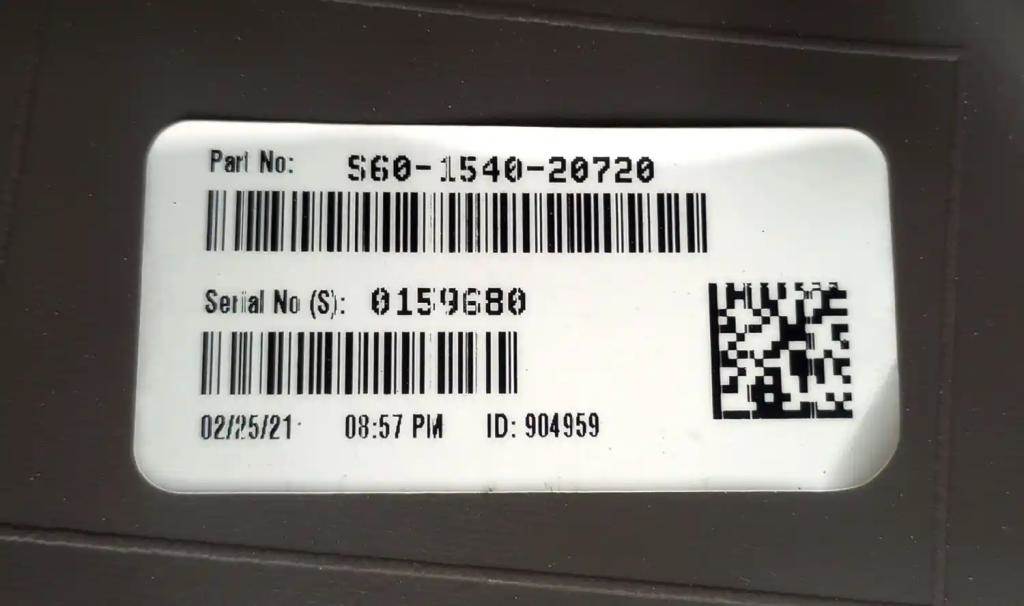 Part No: S60-1540-20720
Serial No (S): 0159680
02/25/21 08:57 PM ID: 904959